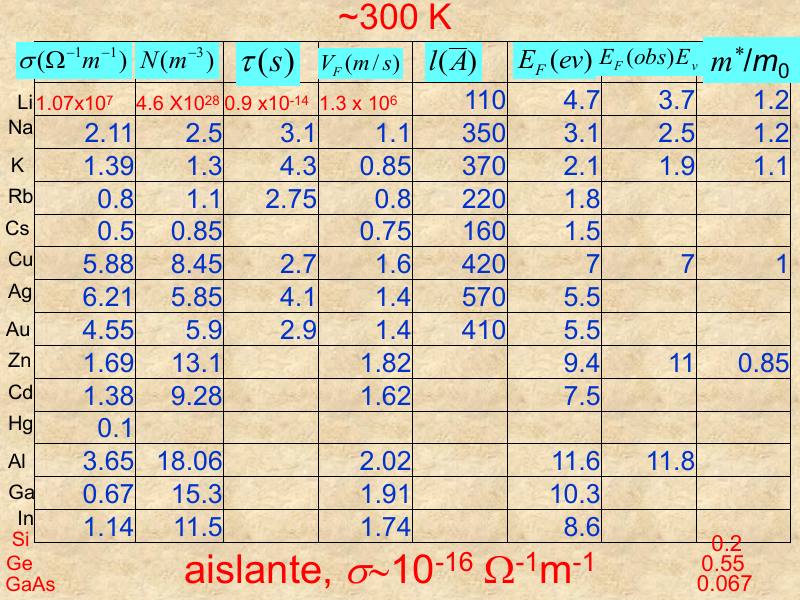 ~300 K
σ(Ω⁻¹m⁻¹) N(m⁻³) τ(s) V_F(m/s) l(A̅) E_F(ev) E_F(obs)E_v m*/m₀
Li 1.07x10⁷ 4.6 X10²⁸ 0.9 x10⁻¹⁴ 1.3 x 10⁶ 110 4.7 3.7 1.2
Na 2.11 2.5 3.1 1.1 350 3.1 2.5 1.2
K 1.39 1.3 4.3 0.85 370 2.1 1.9 1.1
Rb 0.8 1.1 2.75 0.8 220 1.8
Cs 0.5 0.85 0.75 160 1.5
Cu 5.88 8.45 2.7 1.6 420 7 7 1
Ag 6.21 5.85 4.1 1.4 570 5.5
Au 4.55 5.9 2.9 1.4 410 5.5
Zn 1.69 13.1 1.82 9.4 11 0.85
Cd 1.38 9.28 1.62 7.5
Hg 0.1
Al 3.65 18.06 2.02 11.6 11.8
Ga 0.67 15.3 1.91 10.3
In 1.14 11.5 1.74 8.6
Si 0.2
Ge 0.55
GaAs 0.067
aislante, σ~10⁻¹⁶ Ω⁻¹m⁻¹